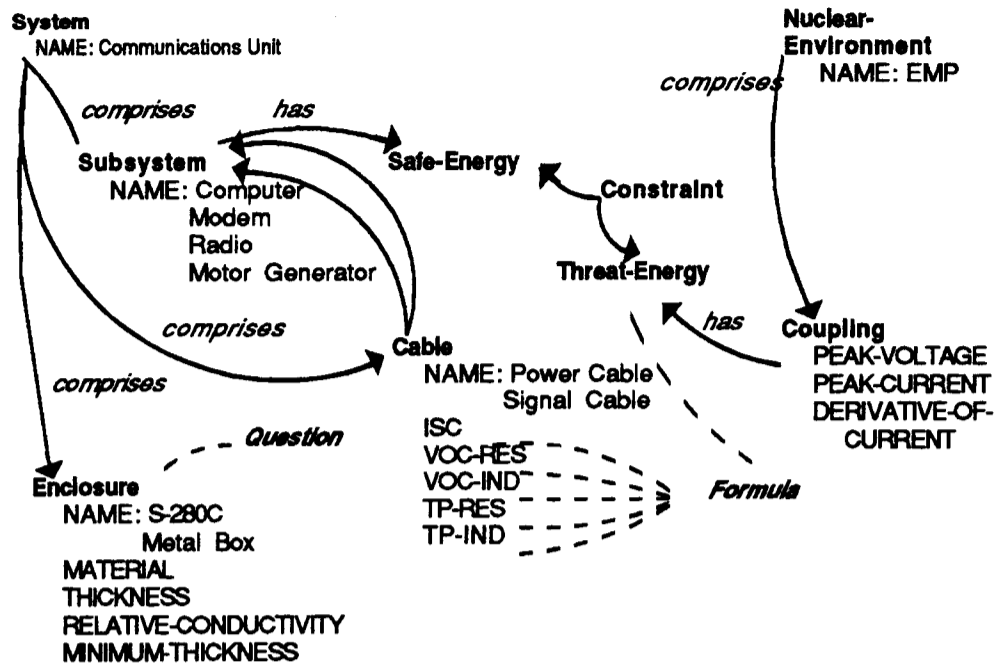 System
NAME: Communications Unit
comprises
has
Subsystem
NAME: Computer
Modem
Radio
Motor Generator
Safe-Energy
Constraint
Threat-Energy
Nuclear-
Environment
NAME: EMP
comprises
has
Coupling
PEAK-VOLTAGE
PEAK-CURRENT
DERIVATIVE-OF-
CURRENT
comprises
Cable
NAME: Power Cable
Signal Cable
ISC
VOC-RES
VOC-IND
TP-RES
TP-IND
Formula
comprises
Question
Enclosure
NAME: S-280C
Metal Box
MATERIAL
THICKNESS
RELATIVE-CONDUCTIVITY
MINIMUM-THICKNESS